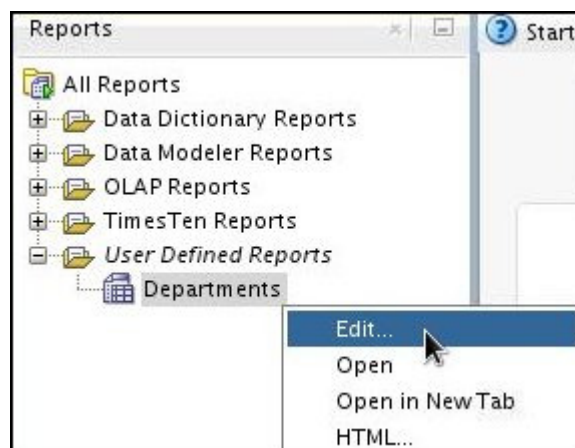 Reports
Start
All Reports
Data Dictionary Reports
Data Modeler Reports
OLAP Reports
TimesTen Reports
User Defined Reports
Departments
Edit...
Open
Open in New Tab
HTML...